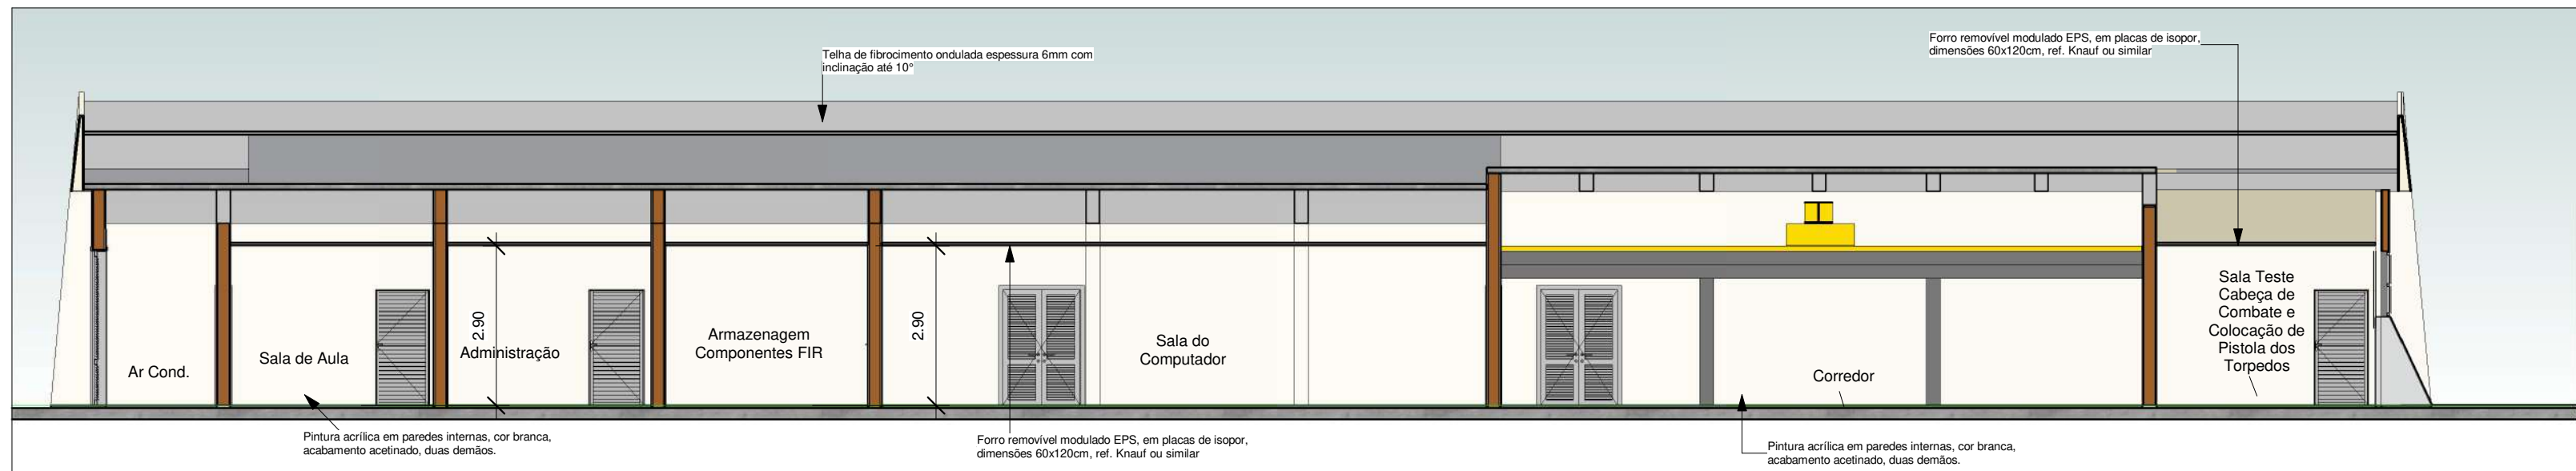 Telha de fibrocimento ondulada espessura 6mm com
inclinação até 10°
Forro removível modulado EPS, em placas de isopor,
dimensões 60x120cm, ref. Knauf ou similar
Ar Cond.
Sala de Aula
2.90
Administração
Armazenagem
Componentes FIR
2.90
Sala do
Computador
Corredor
Sala Teste
Cabeça de
Combate e
Colocação de
Pistola dos
Torpedos
Pintura acrílica em paredes internas, cor branca,
acabamento acetinado, duas demãos.
Forro removível modulado EPS, em placas de isopor,
dimensões 60x120cm, ref. Knauf ou similar
Pintura acrílica em paredes internas, cor branca,
acabamento acetinado, duas demãos.